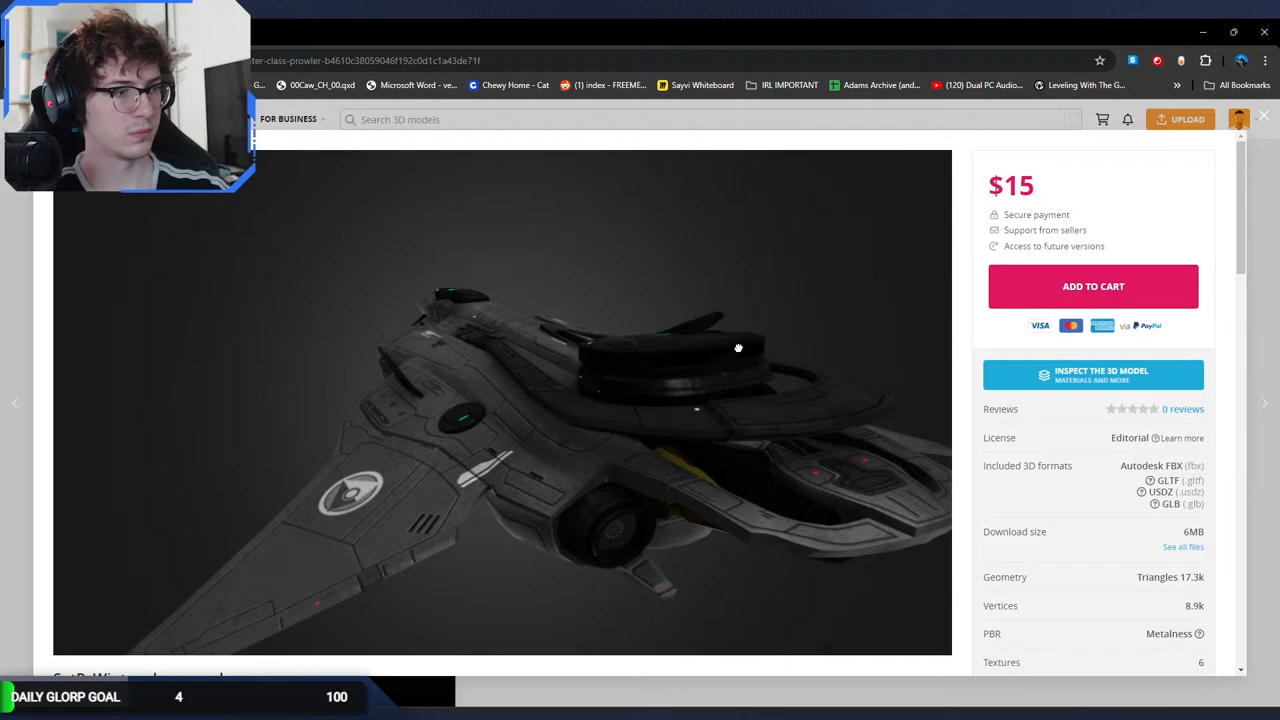 ter-class-prowler-b4610c38059046f192c0d1c1a43de71f
00Caw_CH_00.qxd
Microsoft Word - ve...
Chewy Home - Cat
(1) index - FREEME...
Sayvi Whiteboard
IRL IMPORTANT
Adams Archive (and...
(120) Dual PC Audio...
Leveling With The G...
»
All Bookmarks
FOR BUSINESS
Search 3D models
UPLOAD
$15
Secure payment
Support from sellers
Access to future versions
ADD TO CART
VISA
via PayPal
INSPECT THE 3D MODEL
MATERIALS AND MORE
Reviews 0 reviews
License Editorial Learn more
Included 3D formats Autodesk FBX (fbx)
GLTF (.gltf)
USDZ (.usdz)
GLB (.glb)
Download size 6MB
See all files
Geometry Triangles 17.3k
Vertices 8.9k
PBR Metalness
Textures 6
DAILY GLORP GOAL 4 100